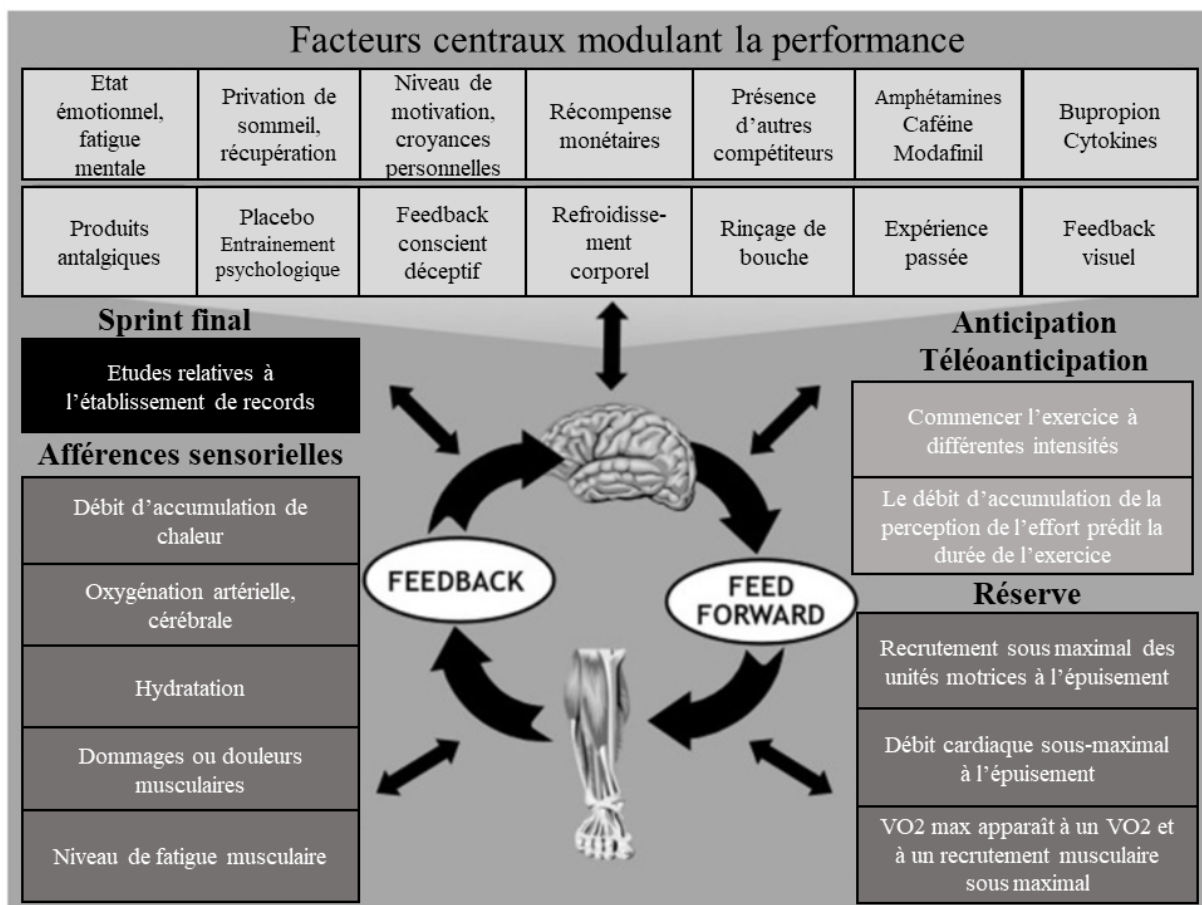 Facteurs centraux modulant la performance
Etat
émotionnel,
fatigue
mentale
Privation de
sommeil,
récupération
Niveau de
motivation,
croyances
personnelles
Récompense
monétaires
Présence
d’autres
compétiteurs
Amphétamines
Caféine
Modafinil
Bupropion
Cytokines
Produits
antalgiques
Placebo
Entrainement
psychologique
Feedback
conscient
déceptif
Refroidisse-
ment
corporel
Rinçage de
bouche
Expérience
passée
Feedback
visuel
Sprint final
Etudes relatives à
l’établissement de records
Afférences sensorielles
Débit d’accumulation de
chaleur
Oxygénation artérielle,
cérébrale
Hydratation
Dommages ou douleurs
musculaires
Niveau de fatigue musculaire
FEEDBACK
FEED
FORWARD
Anticipation
Téléoanticipation
Commencer l’exercice à
différentes intensités
Le débit d’accumulation de la
perception de l’effort prédit la
durée de l’exercice
Réserve
Recrutement sous maximal des
unités motrices à l’épuisement
Débit cardiaque sous-maximal
à l’épuisement
VO2 max apparaît à un VO2 et
à un recrutement musculaire
sous maximal